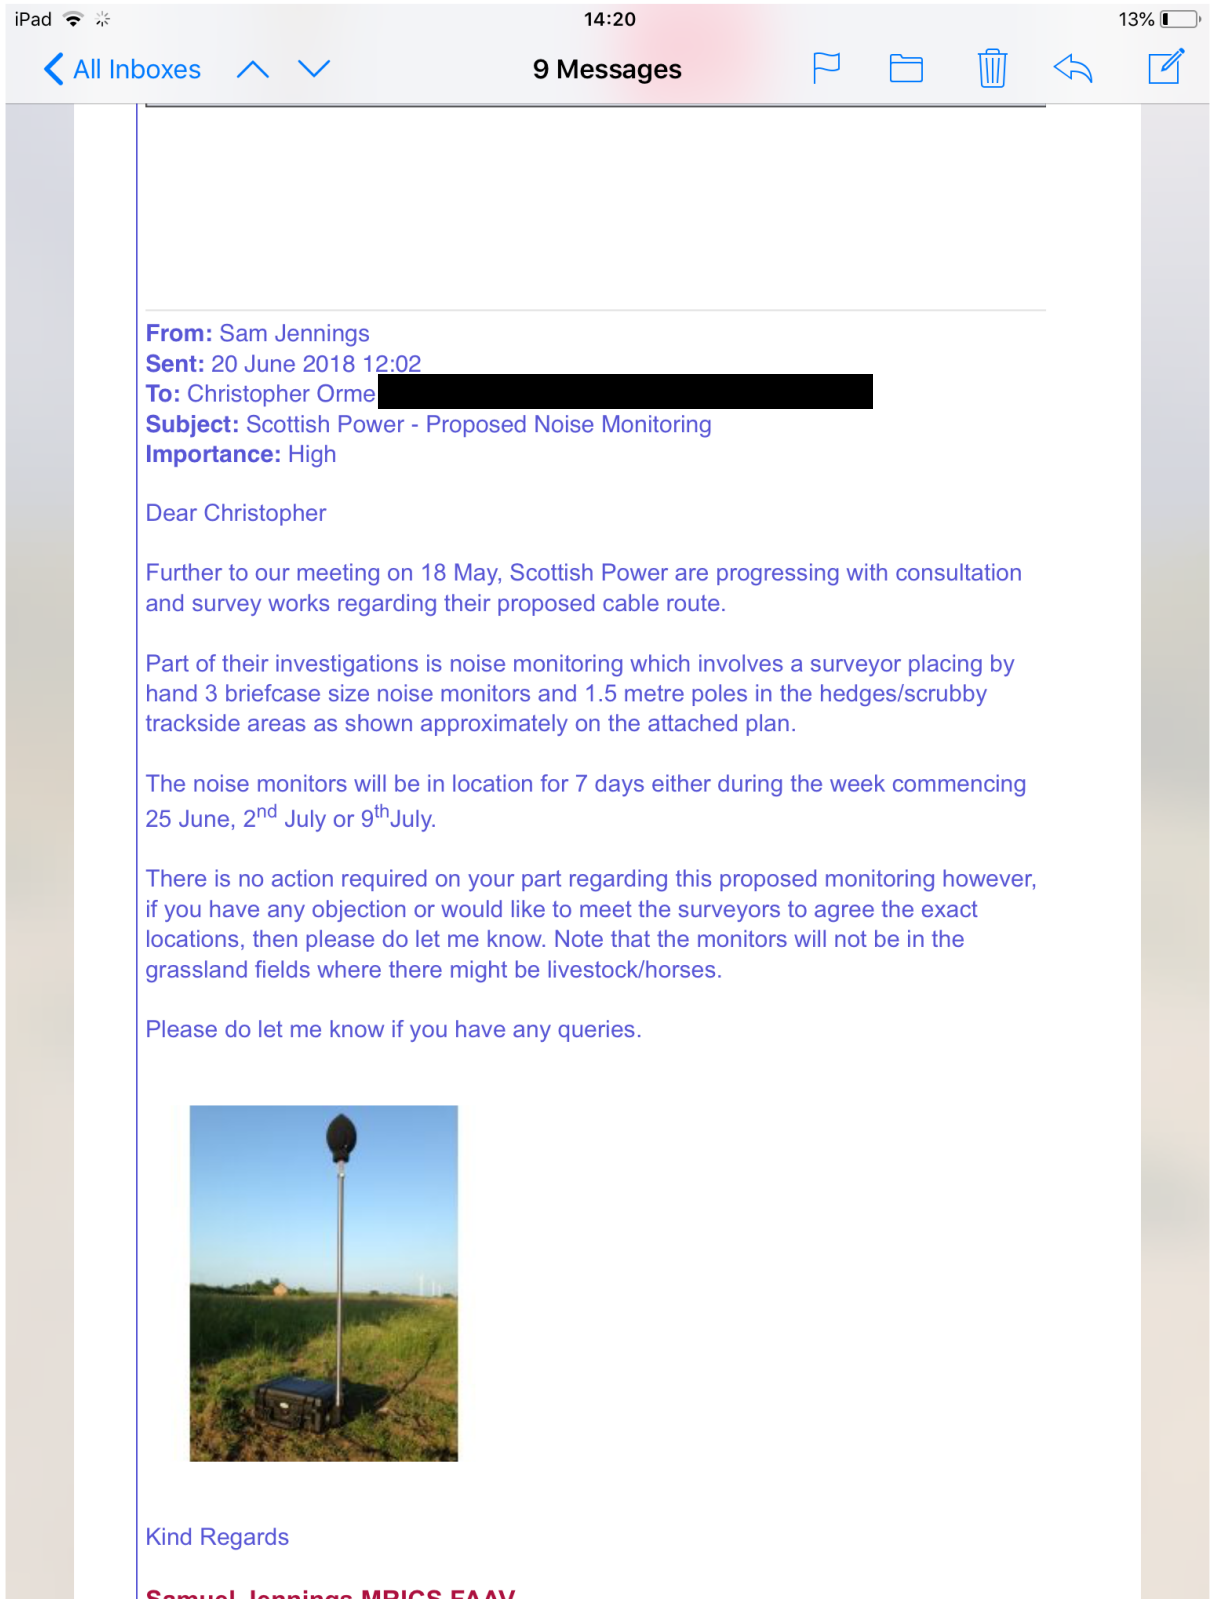 iPad 14:20 13%
All Inboxes 9 Messages
From: Sam Jennings
Sent: 20 June 2018 12:02
To: Christopher Orme
Subject: Scottish Power - Proposed Noise Monitoring
Importance: High
Dear Christopher
Further to our meeting on 18 May, Scottish Power are progressing with consultation
and survey works regarding their proposed cable route.
Part of their investigations is noise monitoring which involves a surveyor placing by
hand 3 briefcase size noise monitors and 1.5 metre poles in the hedges/scrubby
trackside areas as shown approximately on the attached plan.
The noise monitors will be in location for 7 days either during the week commencing
25 June, 2nd July or 9thJuly.
There is no action required on your part regarding this proposed monitoring however,
if you have any objection or would like to meet the surveyors to agree the exact
locations, then please do let me know. Note that the monitors will not be in the
grassland fields where there might be livestock/horses.
Please do let me know if you have any queries.
Kind Regards
Samuel Jennings MRICS FAAV